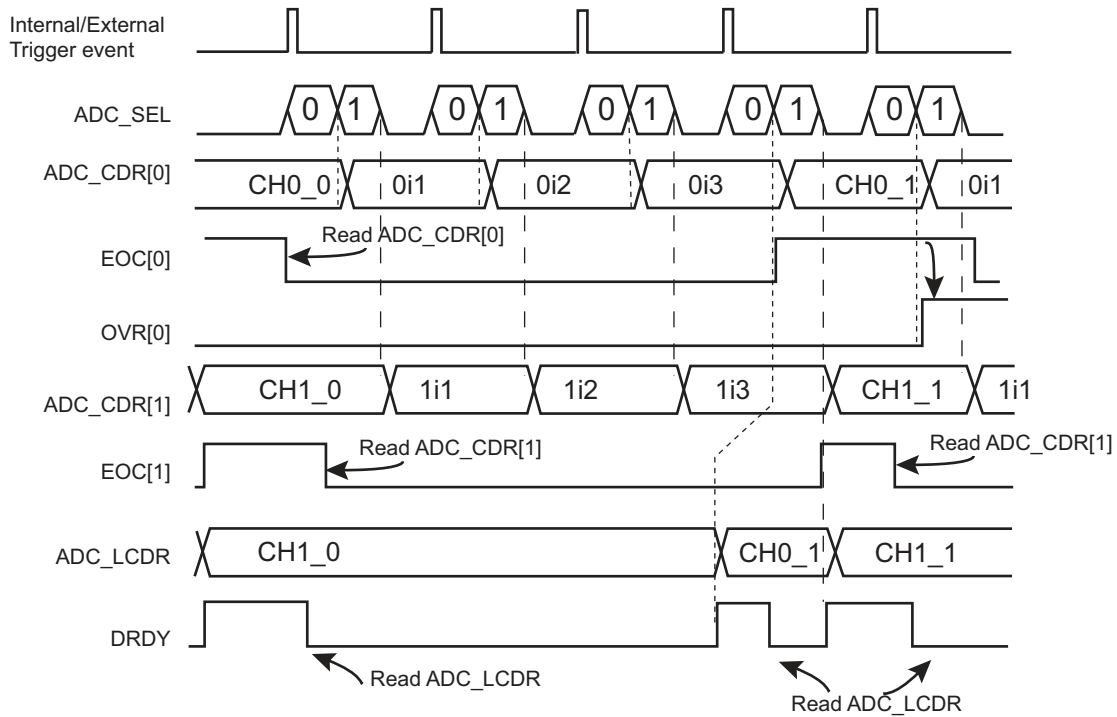 Internal/External
Trigger event
ADC_SEL
0 1 0 1 0 1 0 1 0 1
ADC_CDR[0]
CH0_0 0i1 0i2 0i3 CH0_1 0i1
EOC[0]
Read ADC_CDR[0]
OVR[0]
ADC_CDR[1]
CH1_0 1i1 1i2 1i3 CH1_1 1i1
EOC[1]
Read ADC_CDR[1] Read ADC_CDR[1]
ADC_LCDR
CH1_0 CH0_1 CH1_1
DRDY
Read ADC_LCDR
Read ADC_LCDR